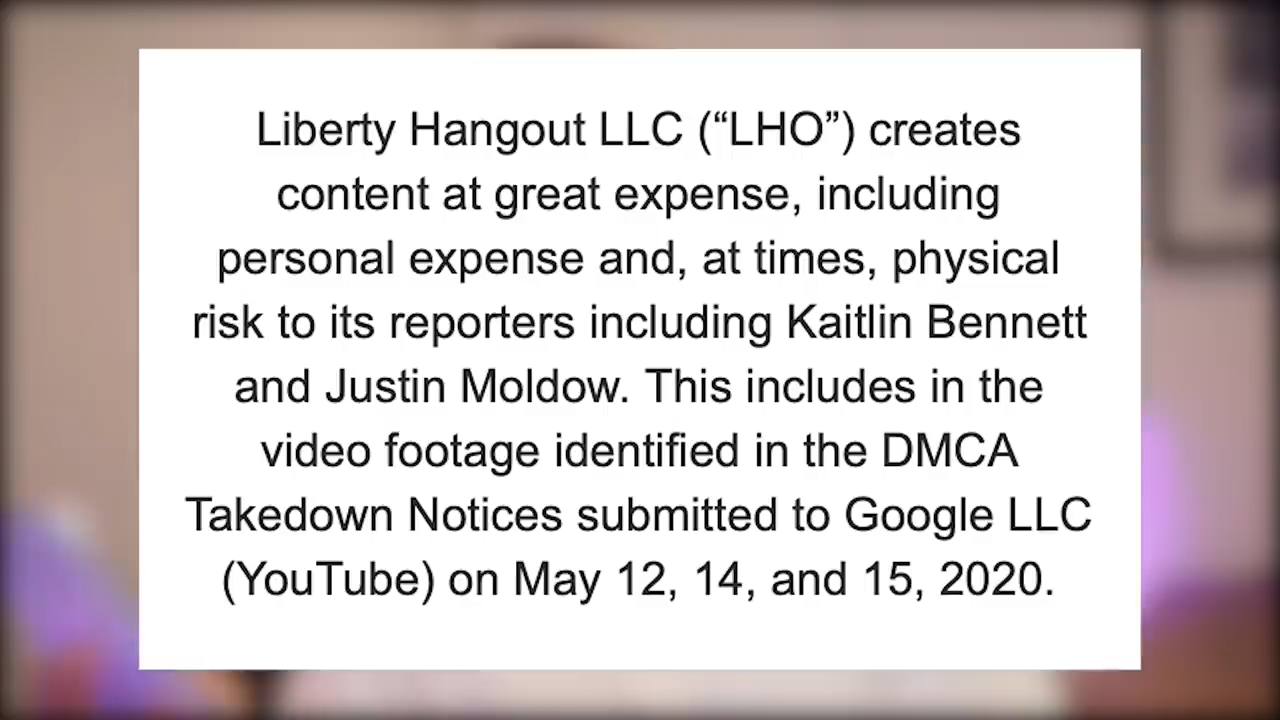 Liberty Hangout LLC (“LHO”) creates
content at great expense, including
personal expense and, at times, physical
risk to its reporters including Kaitlin Bennett
and Justin Moldow. This includes in the
video footage identified in the DMCA
Takedown Notices submitted to Google LLC
(YouTube) on May 12, 14, and 15, 2020.